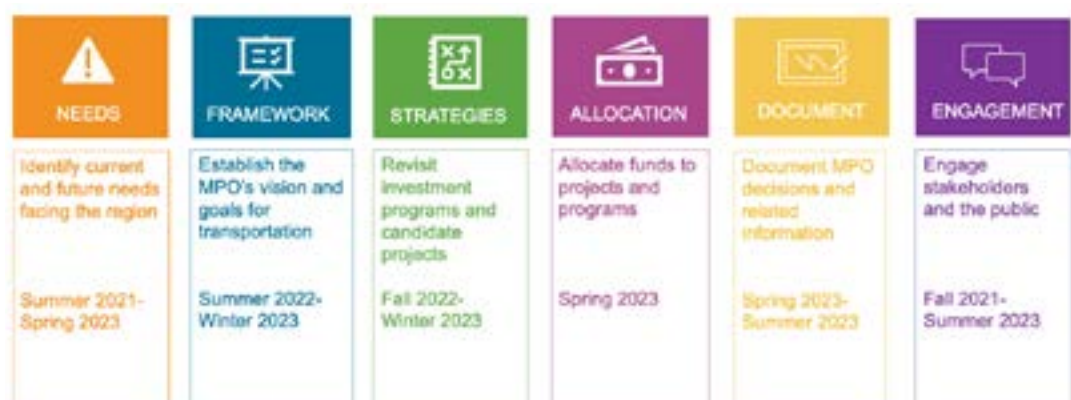 NEEDS
Identify current
and future needs
facing the region
Summer 2021-
Spring 2023
FRAMEWORK
Establish the
MPO's vision and
goals for
transportation
Summer 2022-
Winter 2023
STRATEGIES
Revisit
investment
programs and
candidate
projects
Fall 2022-
Winter 2023
ALLOCATION
Allocate funds to
projects and
programs
Spring 2023
DOCUMENT
Document MPO
decisions and
related
information
Spring 2023-
Summer 2023
ENGAGEMENT
Engage
stakeholders
and the public
Fall 2021-
Summer 2023